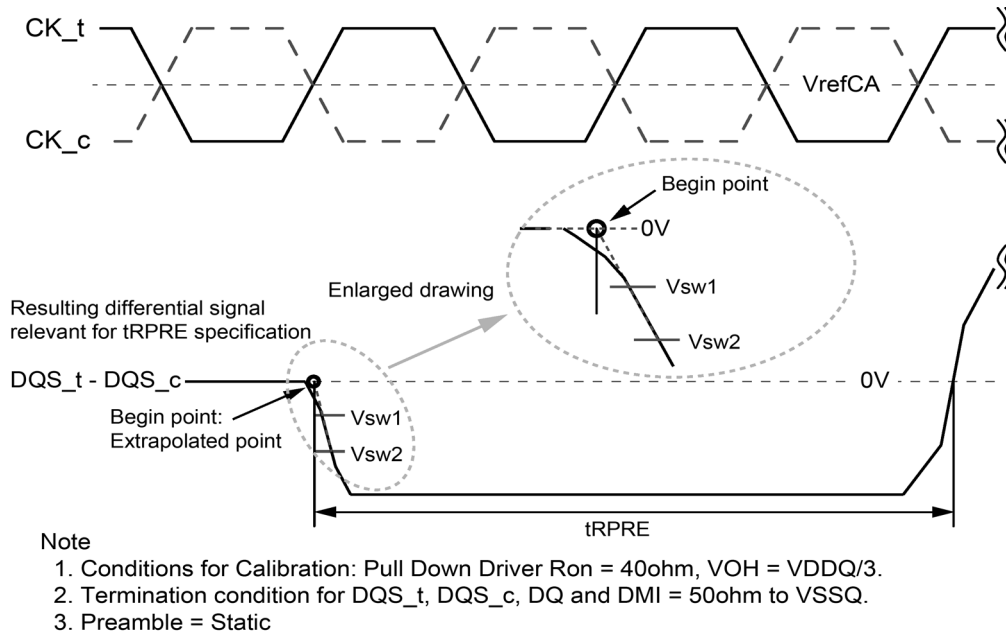 CK_t
VrefCA
CK_c
Begin point
0V
Vsw1
Enlarged drawing
Vsw2
Resulting differential signal
relevant for tRPRE specification
DQS_t - DQS_c
0V
Begin point:
Extrapolated point
Vsw1
Vsw2
tRPRE
Note
1. Conditions for Calibration: Pull Down Driver Ron = 40ohm, VOH = VDDQ/3.
2. Termination condition for DQS_t, DQS_c, DQ and DMI = 50ohm to VSSQ.
3. Preamble = Static